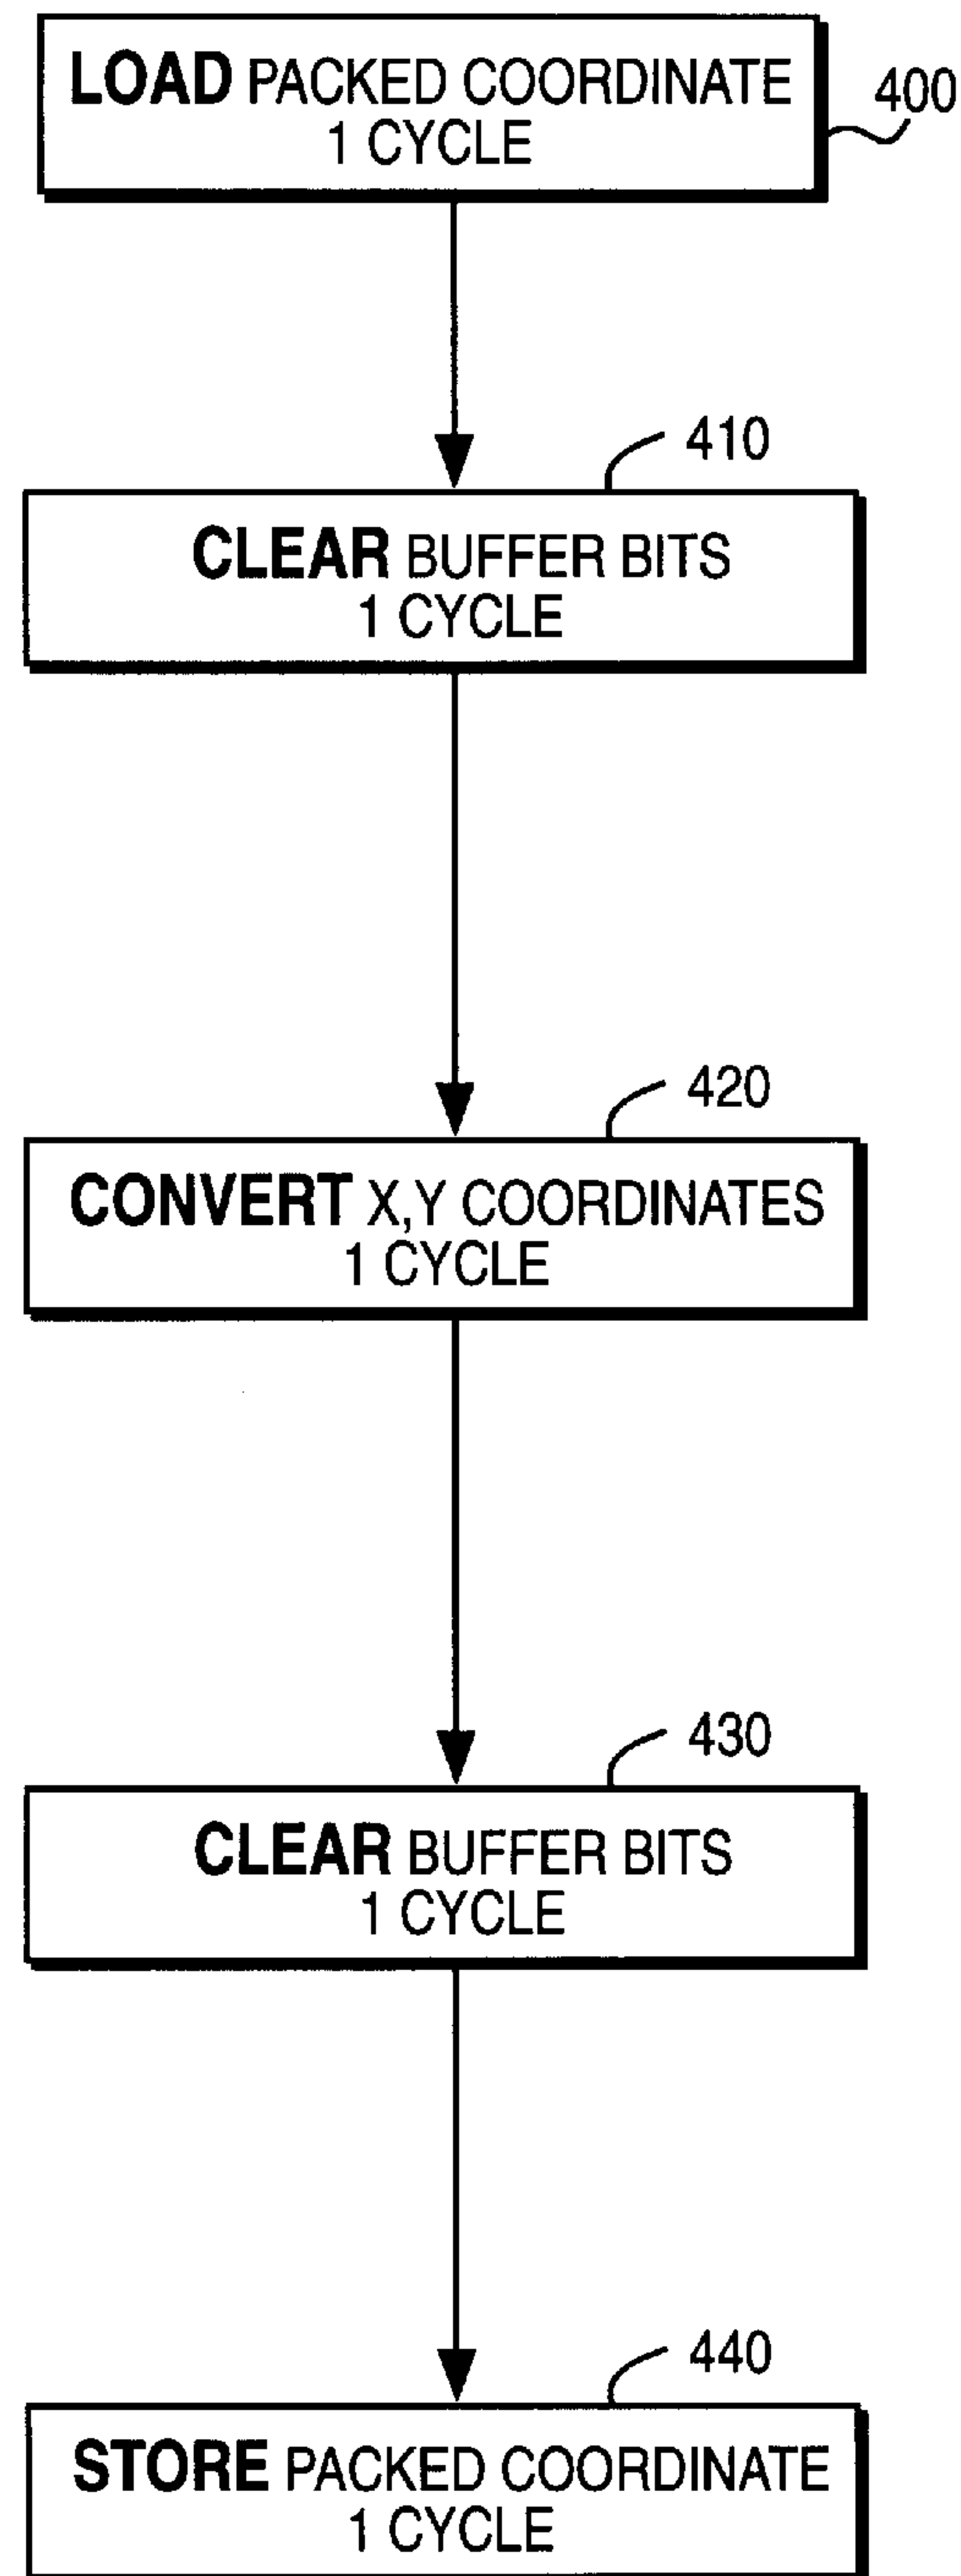 LOAD PACKED COORDINATE
1 CYCLE
400
410
CLEAR BUFFER BITS
1 CYCLE
420
CONVERT X,Y COORDINATES
1 CYCLE
430
CLEAR BUFFER BITS
1 CYCLE
440
STORE PACKED COORDINATE
1 CYCLE